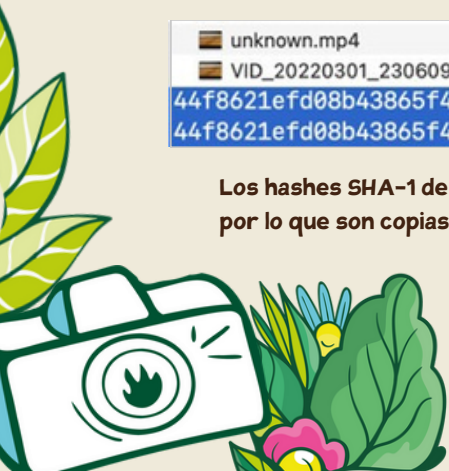 unknown.mp4
VID_20220301_230609
44f8621efd08b43865f4
44f8621efd08b43865f4
Los hashes SHA-1 de
por lo que son copias